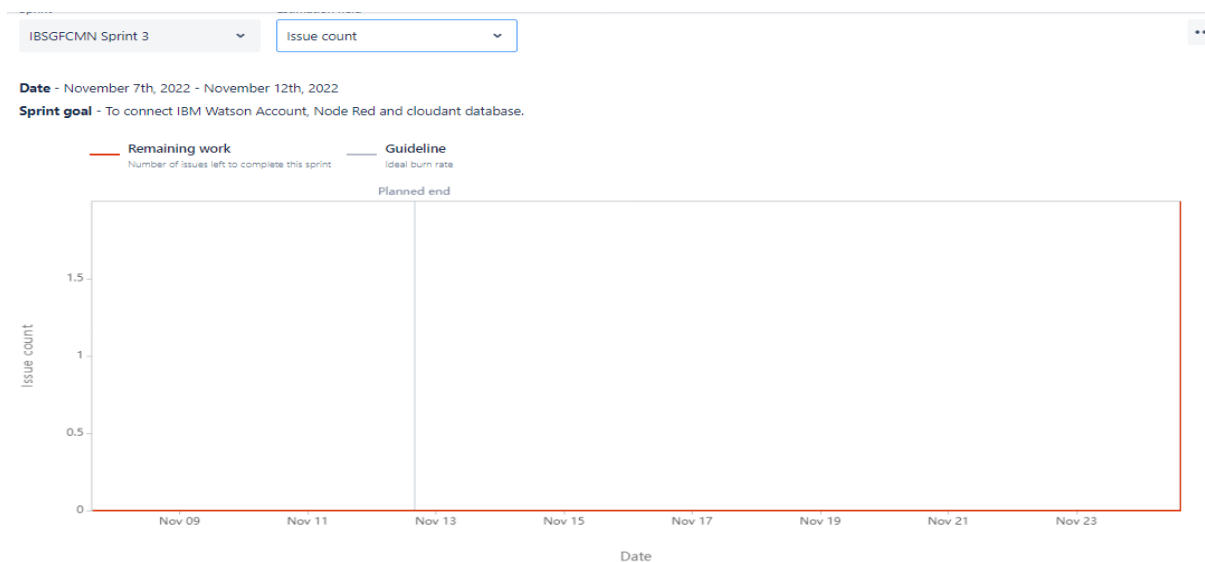 IBSGFCMN Sprint 3
Issue count
Date - November 7th, 2022 - November 12th, 2022
Sprint goal - To connect IBM Watson Account, Node Red and cloudant database.
Remaining work
Number of issues left to complete this sprint
Guideline
Ideal burn rate
Planned end
1.5
1
0.5
0
Issue count
Nov 09 Nov 11 Nov 13 Nov 15 Nov 17 Nov 19 Nov 21 Nov 23
Date